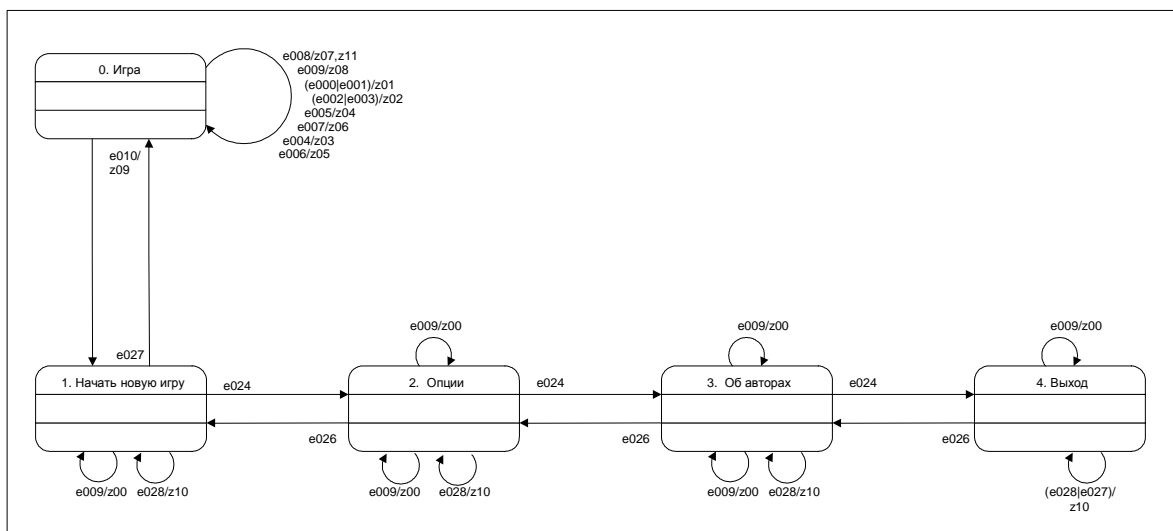 0. Игра
e008/z07,z11
e009/z08
(e000|e001)/z01
(e002|e003)/z02
e005/z04
e007/z06
e004/z03
e006/z05
e010/
z09
e027
e009/z00
e009/z00
e009/z00
1. Начать новую игру
e024
2. Опции
e024
3. Об авторах
e024
4. Выход
e026
e026
e026
e009/z00
e028/z10
e009/z00
e028/z10
e009/z00
e028/z10
(e028|e027)/
z10